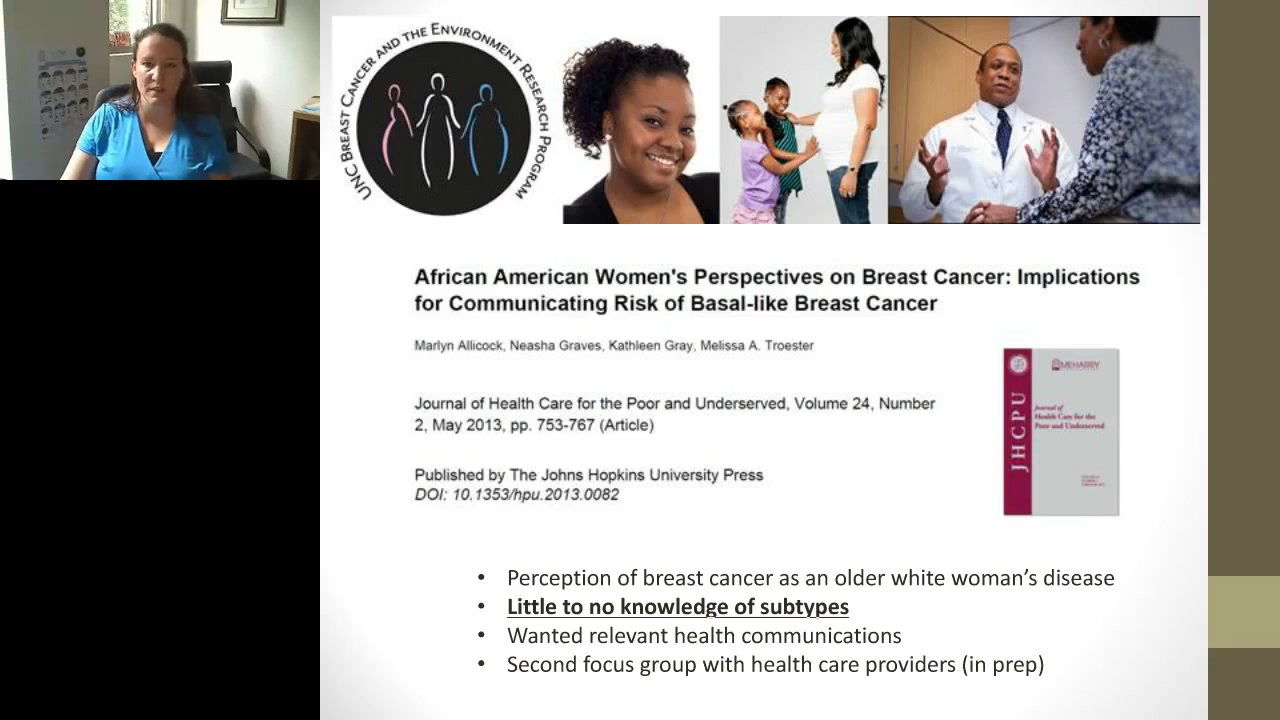 UNC BREAST CANCER AND THE ENVIRONMENT RESEARCH PROGRAM
African American Women's Perspectives on Breast Cancer: Implications
for Communicating Risk of Basal-like Breast Cancer
Marlyn Allicock, Neasha Graves, Kathleen Gray, Melissa A. Troester
Journal of Health Care for the Poor and Underserved, Volume 24, Number
2, May 2013, pp. 753-767 (Article)
Published by The Johns Hopkins University Press
DOI: 10.1353/hpu.2013.0082
MEHARRY
JHCPU
Journal of
Health Care for the
Poor and Underserved
• Perception of breast cancer as an older white woman’s disease
• Little to no knowledge of subtypes
• Wanted relevant health communications
• Second focus group with health care providers (in prep)